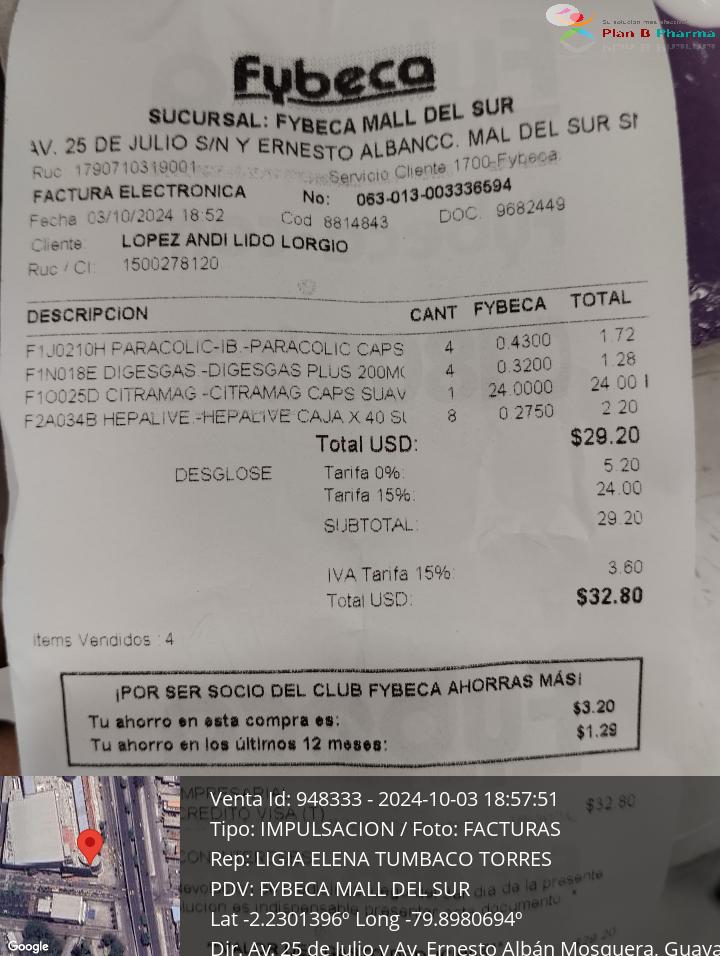 Su solucion mas efectiva
Plan B Pharma
Fybeca
SUCURSAL: FYBECA MALL DEL SUR
AV. 25 DE JULIO S/N Y ERNESTO ALBANCC. MAL DEL SUR
Ruc 1790710319001 Servicio Cliente 1700-Fybeca
FACTURA ELECTRONICA No: 063-013-003336594
Fecha 03/10/2024 18:52 Cod 8814843 DOC. 9682449
Cliente: LOPEZ ANDI LIDO LORGIO
Ruc / CI: 1500278120
DESCRIPCION CANT FYBECA TOTAL
F1J0210H PARACOLIC-IB.-PARACOLIC CAPS 4 0.4300 1.72
F1N018E DIGESGAS -DIGESGAS PLUS 200M 4 0.3200 1.28
F1O025D CITRAMAG -CITRAMAG CAPS SUAV 1 24.0000 24.00 I
F2A034B HEPALIVE.-HEPALIVE CAJA X 40 4 8 0.2750 2.20
Total USD: $29.20
DESGLOSE Tarifa 0%: 5.20
Tarifa 15%: 24.00
SUBTOTAL: 29.20
IVA Tarifa 15%: 3.60
Total USD: $32.80
Items Vendidos : 4
¡POR SER SOCIO DEL CLUB FYBECA AHORRAS MÁS!
Tu ahorro en esta compra es: $3.20
Tu ahorro en los últimos 12 meses: $1.29
$32.80
Venta Id: 948333 - 2024-10-03 18:57:51
Tipo: IMPULSACION / Foto: FACTURAS
Rep: LIGIA ELENA TUMBACO TORRES
PDV: FYBECA MALL DEL SUR
Lat -2.2301396º Long -79.8980694º
Dir. Av. 25 de Julio y Av. Ernesto Albán Mosquera, Guaya
Google